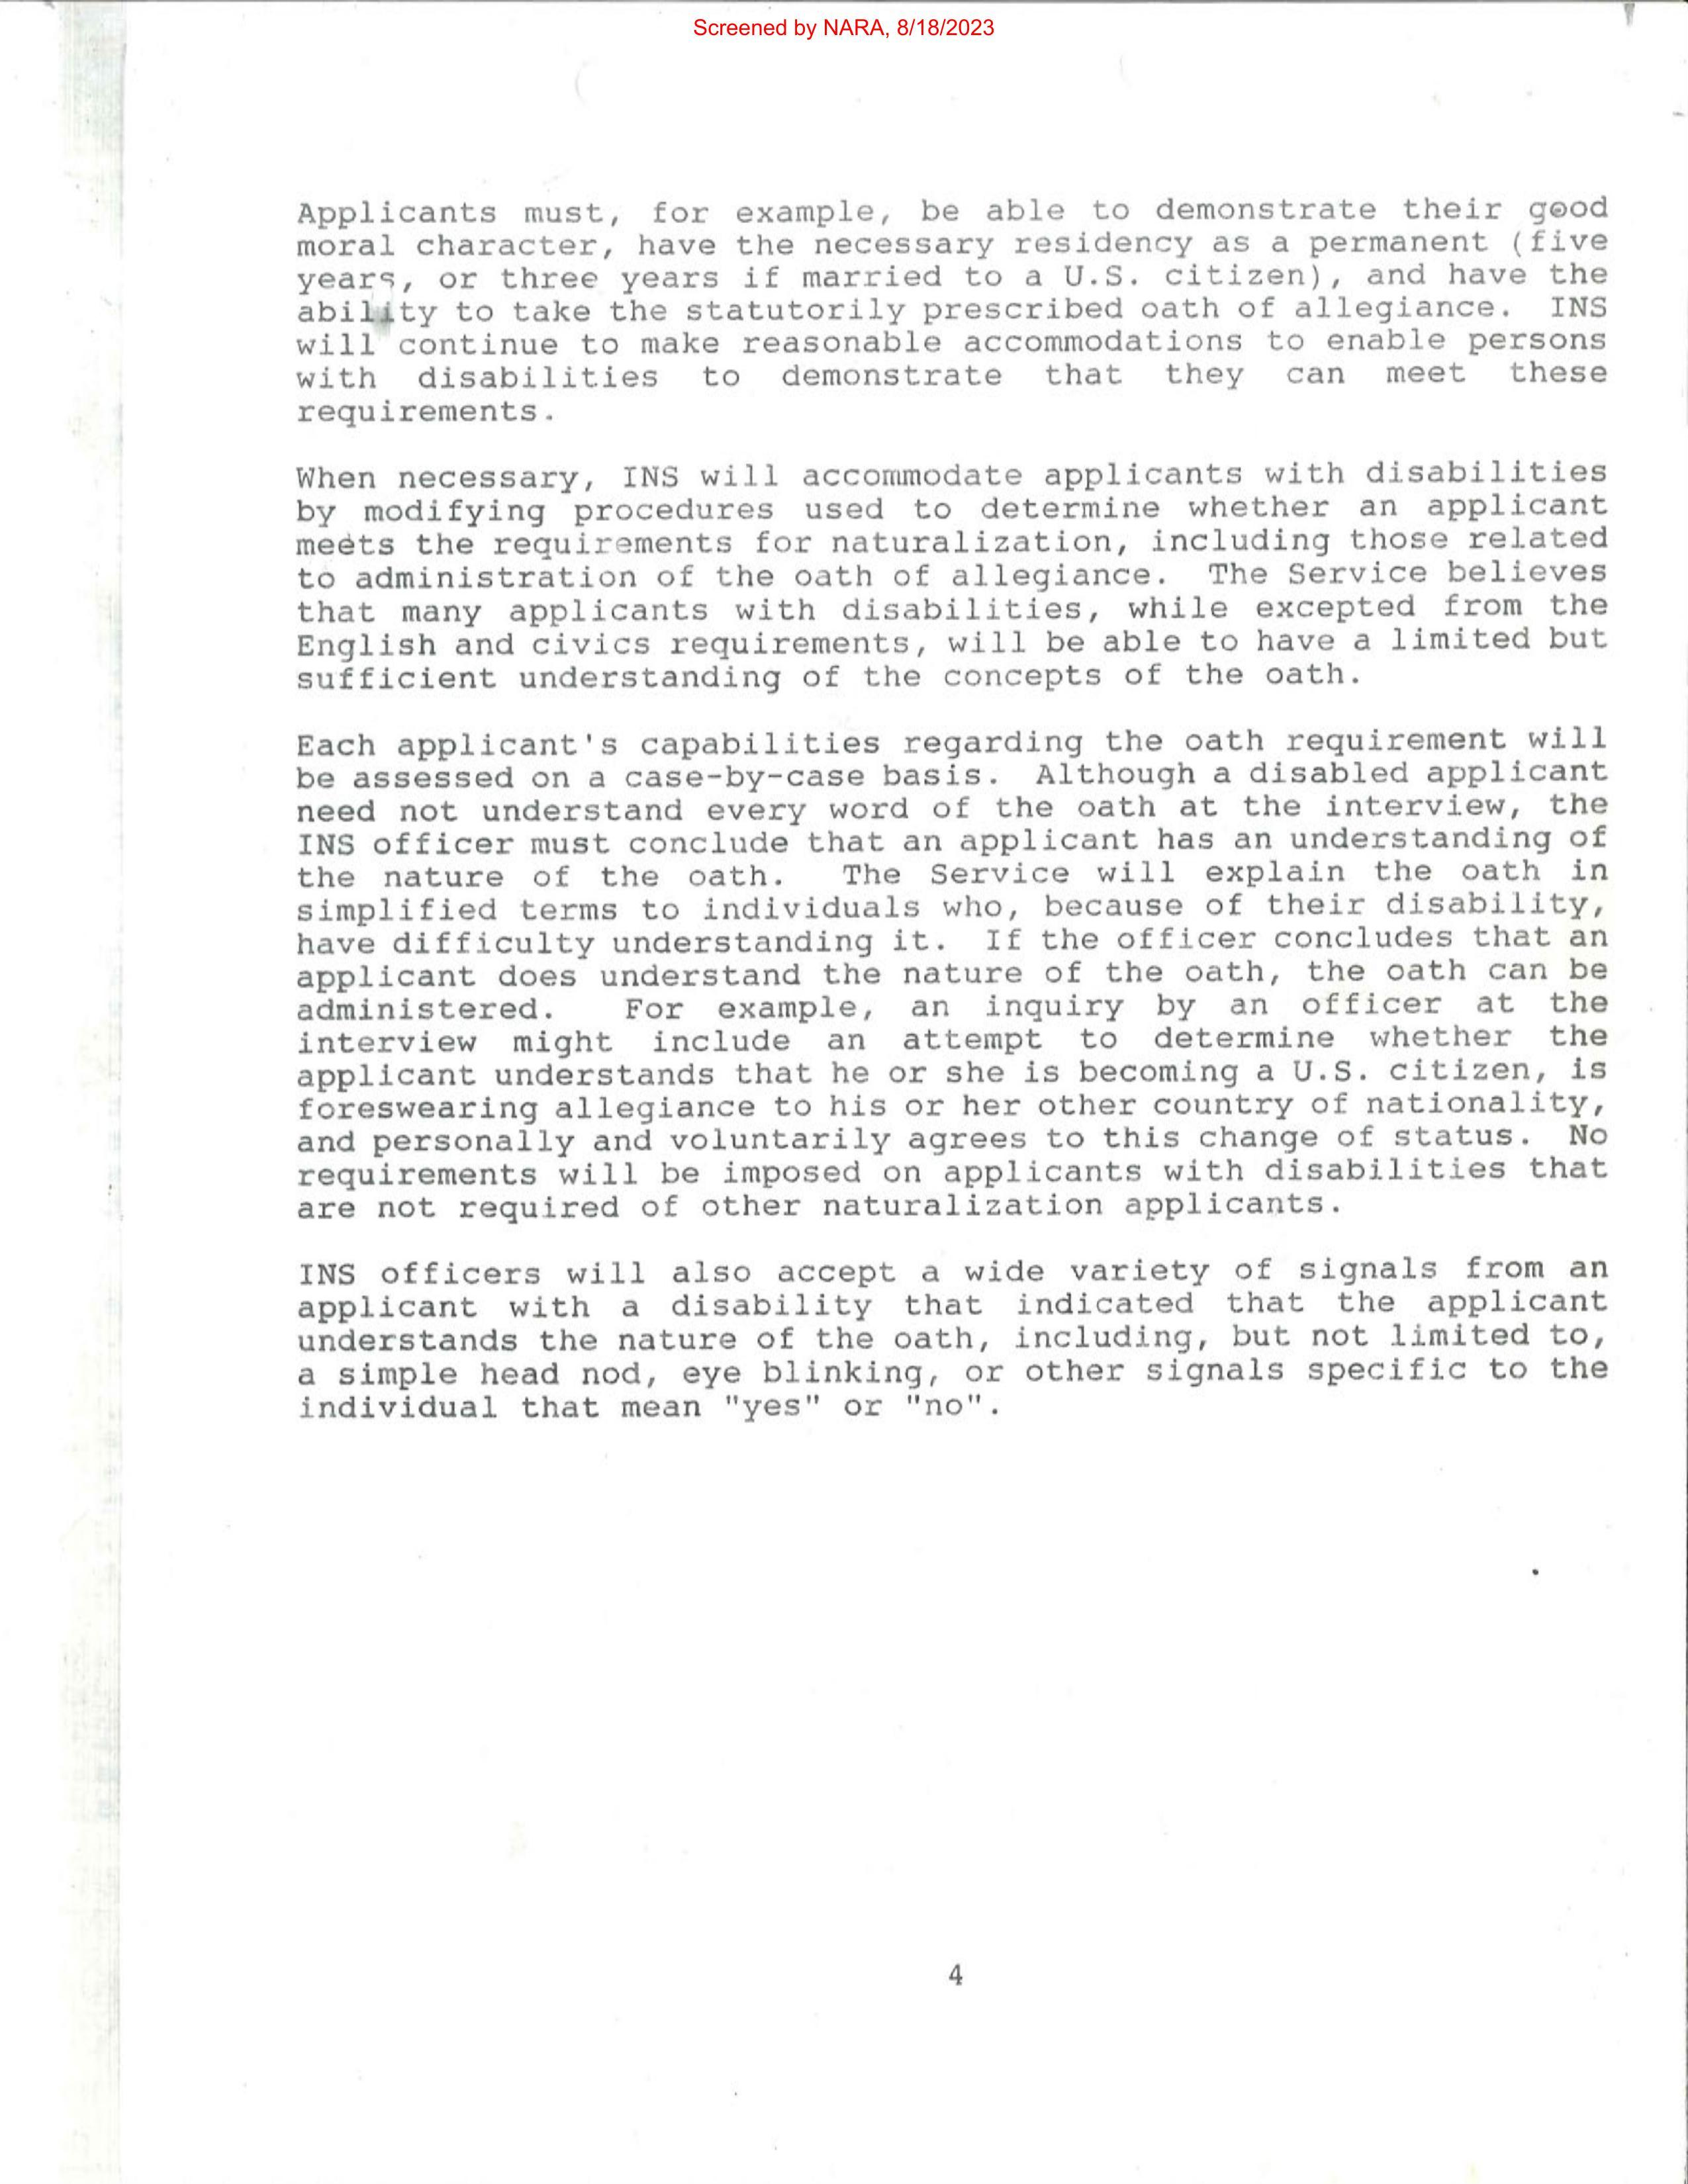 Screened by NARA, 8/18/2023
Applicants must, for example, be able to demonstrate their good
moral character, have the necessary residency as a permanent (five
years, or three years if married to a U.S. citizen), and have the
ability to take the statutorily prescribed oath of allegiance. INS
will continue to make reasonable accommodations to enable persons
with disabilities to demonstrate that they can meet these
requirements.
When necessary, INS will accommodate applicants with disabilities
by modifying procedures used to determine whether an applicant
meets the requirements for naturalization, including those related
to administration of the oath of allegiance. The Service believes
that many applicants with disabilities, while excepted from the
English and civics requirements, will be able to have a limited but
sufficient understanding of the concepts of the oath.
Each applicant's capabilities regarding the oath requirement will
be assessed on a case-by-case basis. Although a disabled applicant
need not understand every word of the oath at the interview, the
INS officer must conclude that an applicant has an understanding of
the nature of the oath. The Service will explain the oath in
simplified terms to individuals who, because of their disability,
have difficulty understanding it. If the officer concludes that an
applicant does understand the nature of the oath, the oath can be
administered. For example, an inquiry by an officer at the
interview might include an attempt to determine whether the
applicant understands that he or she is becoming a U.S. citizen, is
foreswearing allegiance to his or her other country of nationality,
and personally and voluntarily agrees to this change of status. No
requirements will be imposed on applicants with disabilities that
are not required of other naturalization applicants.
INS officers will also accept a wide variety of signals from an
applicant with a disability that indicated that the applicant
understands the nature of the oath, including, but not limited to,
a simple head nod, eye blinking, or other signals specific to the
individual that mean "yes" or "no".
4